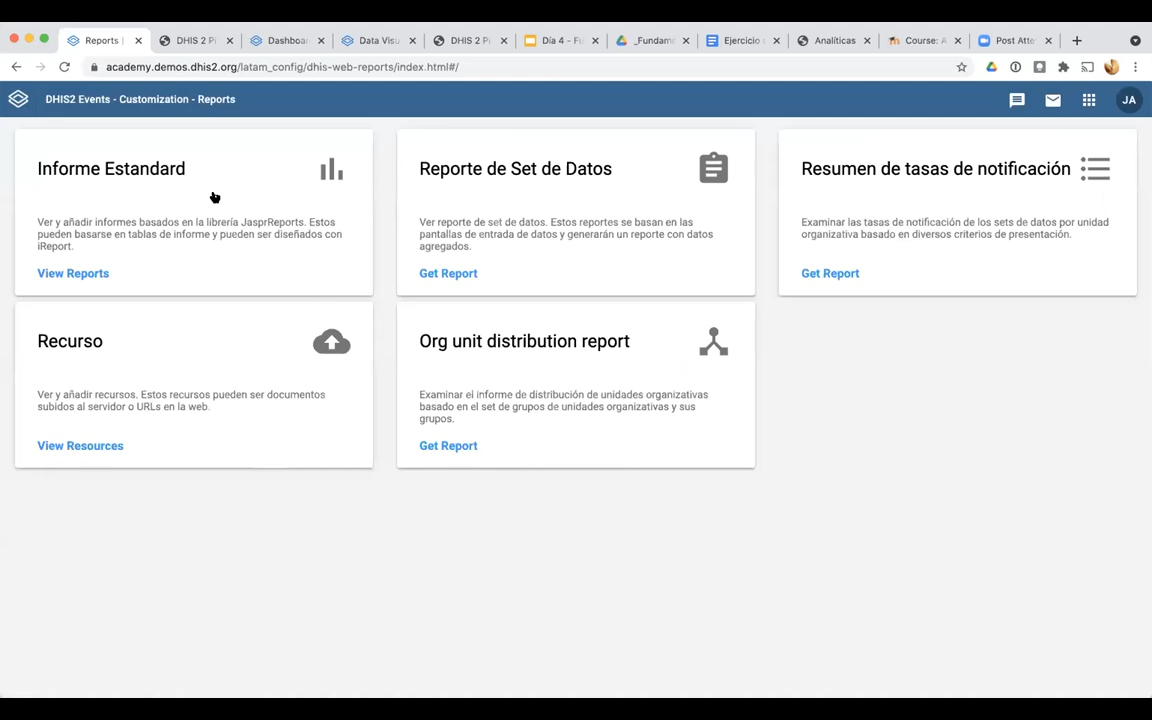 Reports |
DHIS 2 Pi
Dashboa
Data Visu
DHIS 2 Pi
Día 4 - Fu
_Fundam
Ejercicio
Analíticas
Course: A
Post Atte
academy.demos.dhis2.org/latam_config/dhis-web-reports/index.html#/
DHIS2 Events - Customization - Reports
JA
Informe Estandard
Ver y añadir informes basados en la librería JasprReports. Estos
pueden basarse en tablas de informe y pueden ser diseñados con
iReport.
View Reports
Reporte de Set de Datos
Ver reporte de set de datos. Estos reportes se basan en las
pantallas de entrada de datos y generarán un reporte con datos
agregados.
Get Report
Resumen de tasas de notificación
Examinar las tasas de notificación de los sets de datos por unidad
organizativa basado en diversos criterios de presentación.
Get Report
Recurso
Ver y añadir recursos. Estos recursos pueden ser documentos
subidos al servidor o URLs en la web.
View Resources
Org unit distribution report
Examinar el informe de distribución de unidades organizativas
basado en el set de grupos de unidades organizativas y sus
grupos.
Get Report